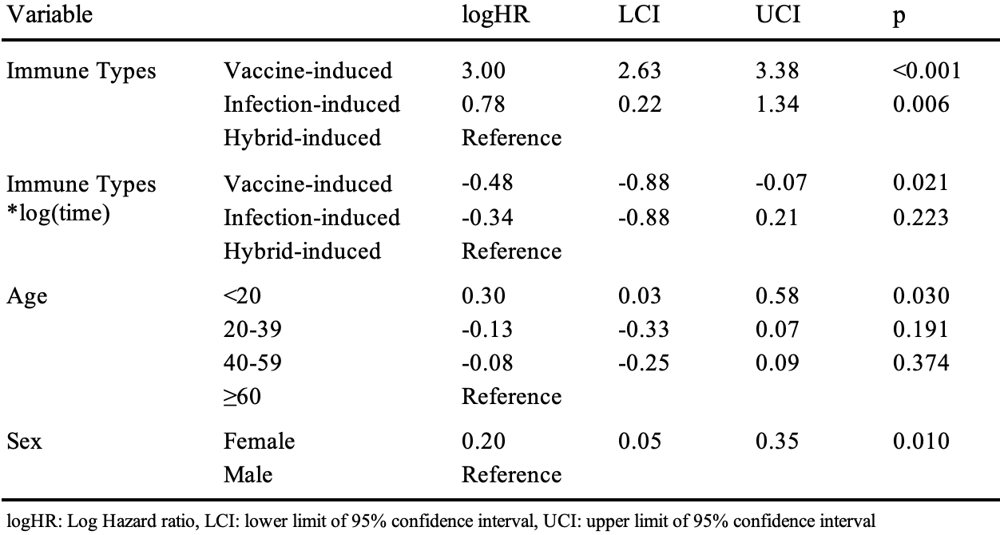 Variable logHR LCI UCI p
Immune Types Vaccine-induced 3.00 2.63 3.38 <0.001
Infection-induced 0.78 0.22 1.34 0.006
Hybrid-induced Reference
Immune Types Vaccine-induced -0.48 -0.88 -0.07 0.021
*log(time) Infection-induced -0.34 -0.88 0.21 0.223
Hybrid-induced Reference
Age <20 0.30 0.03 0.58 0.030
20-39 -0.13 -0.33 0.07 0.191
40-59 -0.08 -0.25 0.09 0.374
≥60 Reference
Sex Female 0.20 0.05 0.35 0.010
Male Reference
logHR: Log Hazard ratio, LCI: lower limit of 95% confidence interval, UCI: upper limit of 95% confidence interval